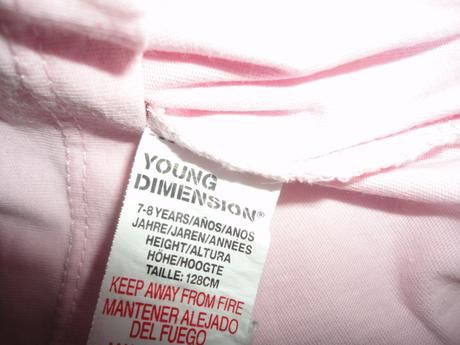 YOUNG
DIMENSION®
7-8 YEARS/AÑOS/ANOS
JAHRE/JAREN/ANNEES
HEIGHT/ALTURA
HÖHE/HOOGTE
TAILLE: 128CM
KEEP AWAY FROM FIRE
MANTENER ALEJADO
DEL FUEGO